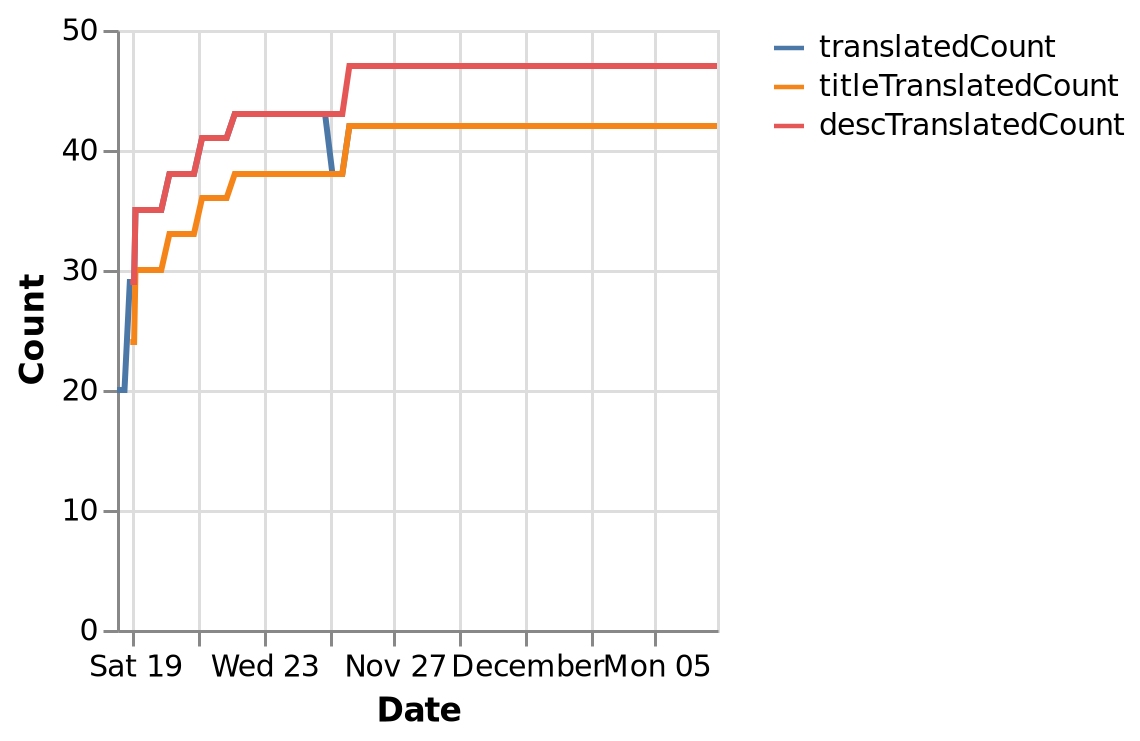 50
40
30
20
10
0
Count
Sat 19
Wed 23
Nov 27
December
Mon 05
Date
translatedCount
titleTranslatedCount
descTranslatedCount